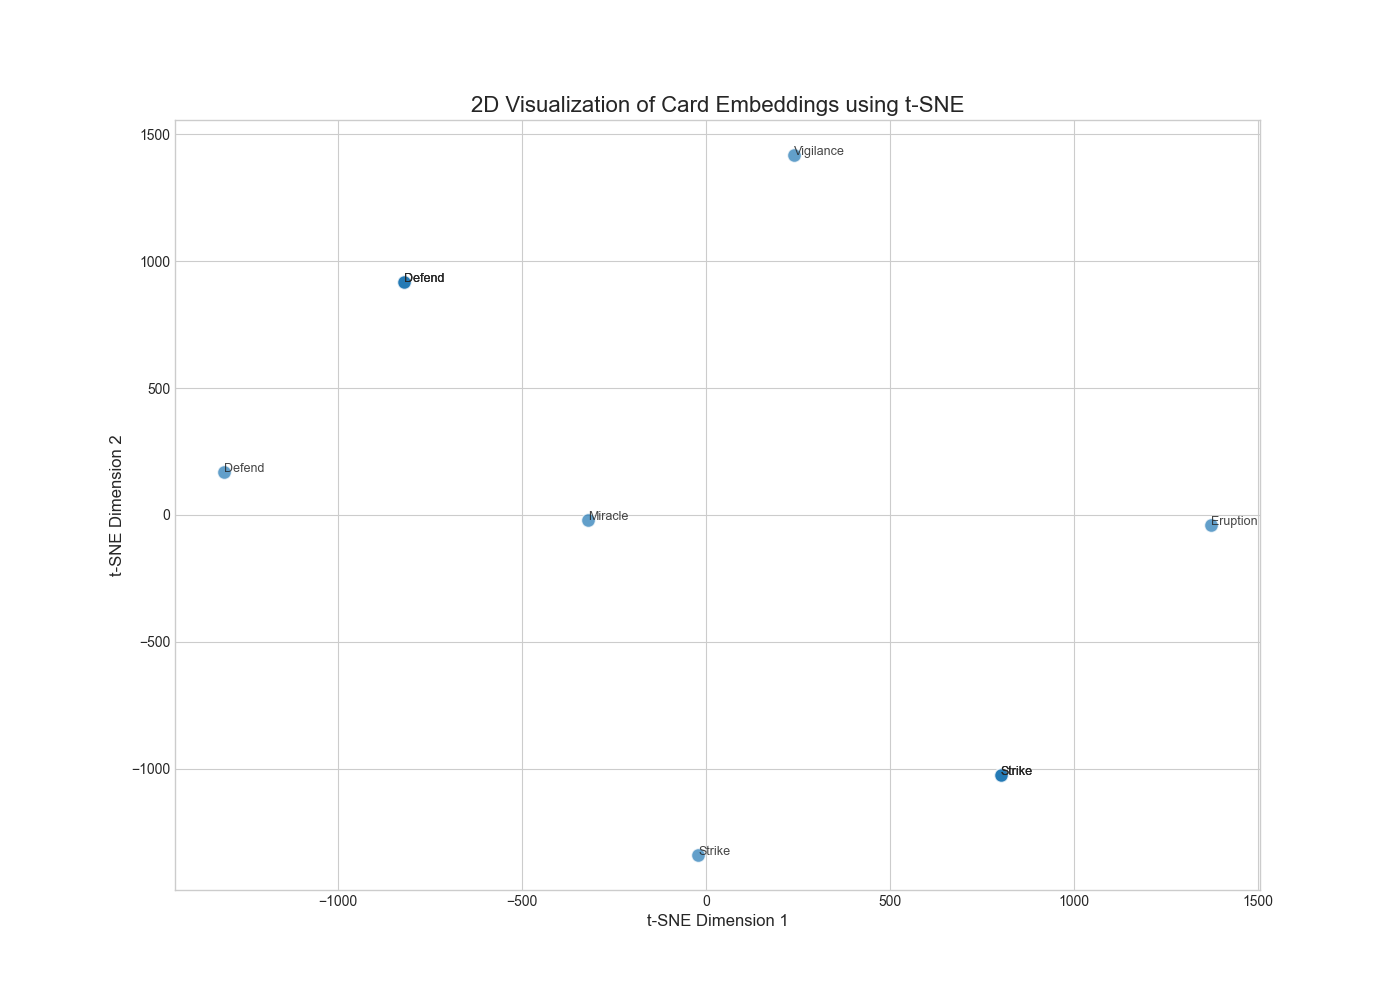 2D Visualization of Card Embeddings using t-SNE
1500
Vigilance
1000
Defend
500
Defend
0
Miracle
Eruption
−500
−1000
Strike
Strike
−1000
−500
0
500
1000
1500
t-SNE Dimension 1
t-SNE Dimension 2